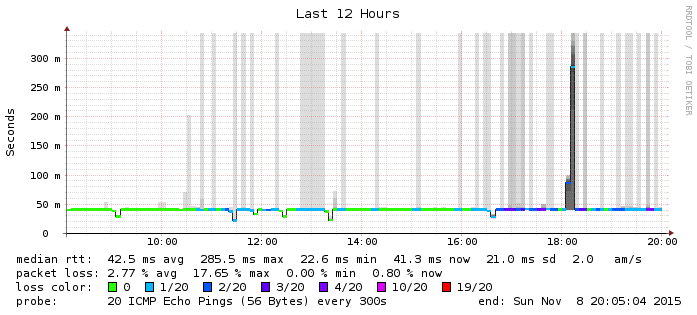 Last 12 Hours
RRDTOOL / TOBI OETIKER
Seconds
300 m
250 m
200 m
150 m
100 m
50 m
0
10:00 12:00 14:00 16:00 18:00 20:00
median rtt: 42.5 ms avg 285.5 ms max 22.6 ms min 41.3 ms now 21.0 ms sd 2.0 am/s
packet loss: 2.77 % avg 17.65 % max 0.00 % min 0.80 % now
loss color: 0 1/20 2/20 3/20 4/20 10/20 19/20
probe: 20 ICMP Echo Pings (56 Bytes) every 300s end: Sun Nov 8 20:05:04 2015